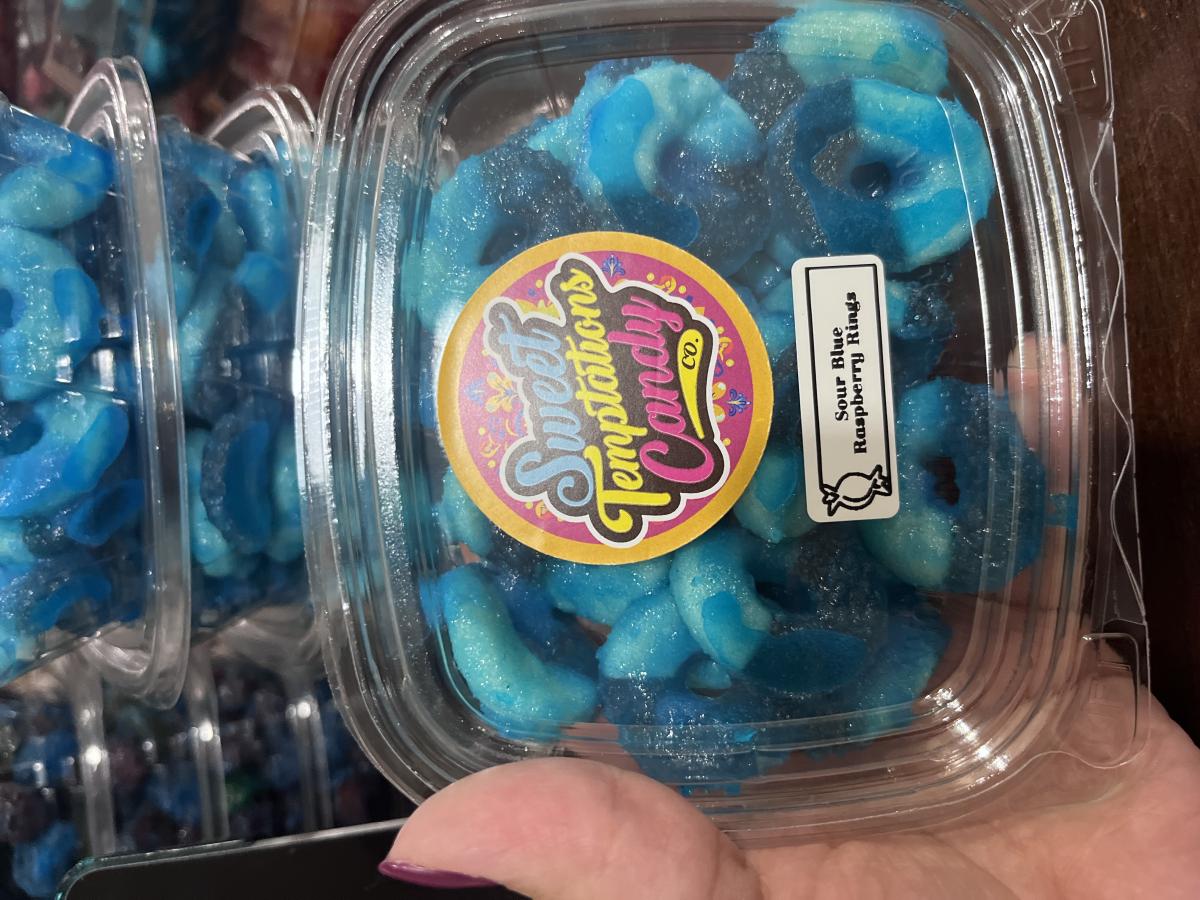 Sweet
Temptations
Candy
CO.
Sour Blue
Raspberry Rings